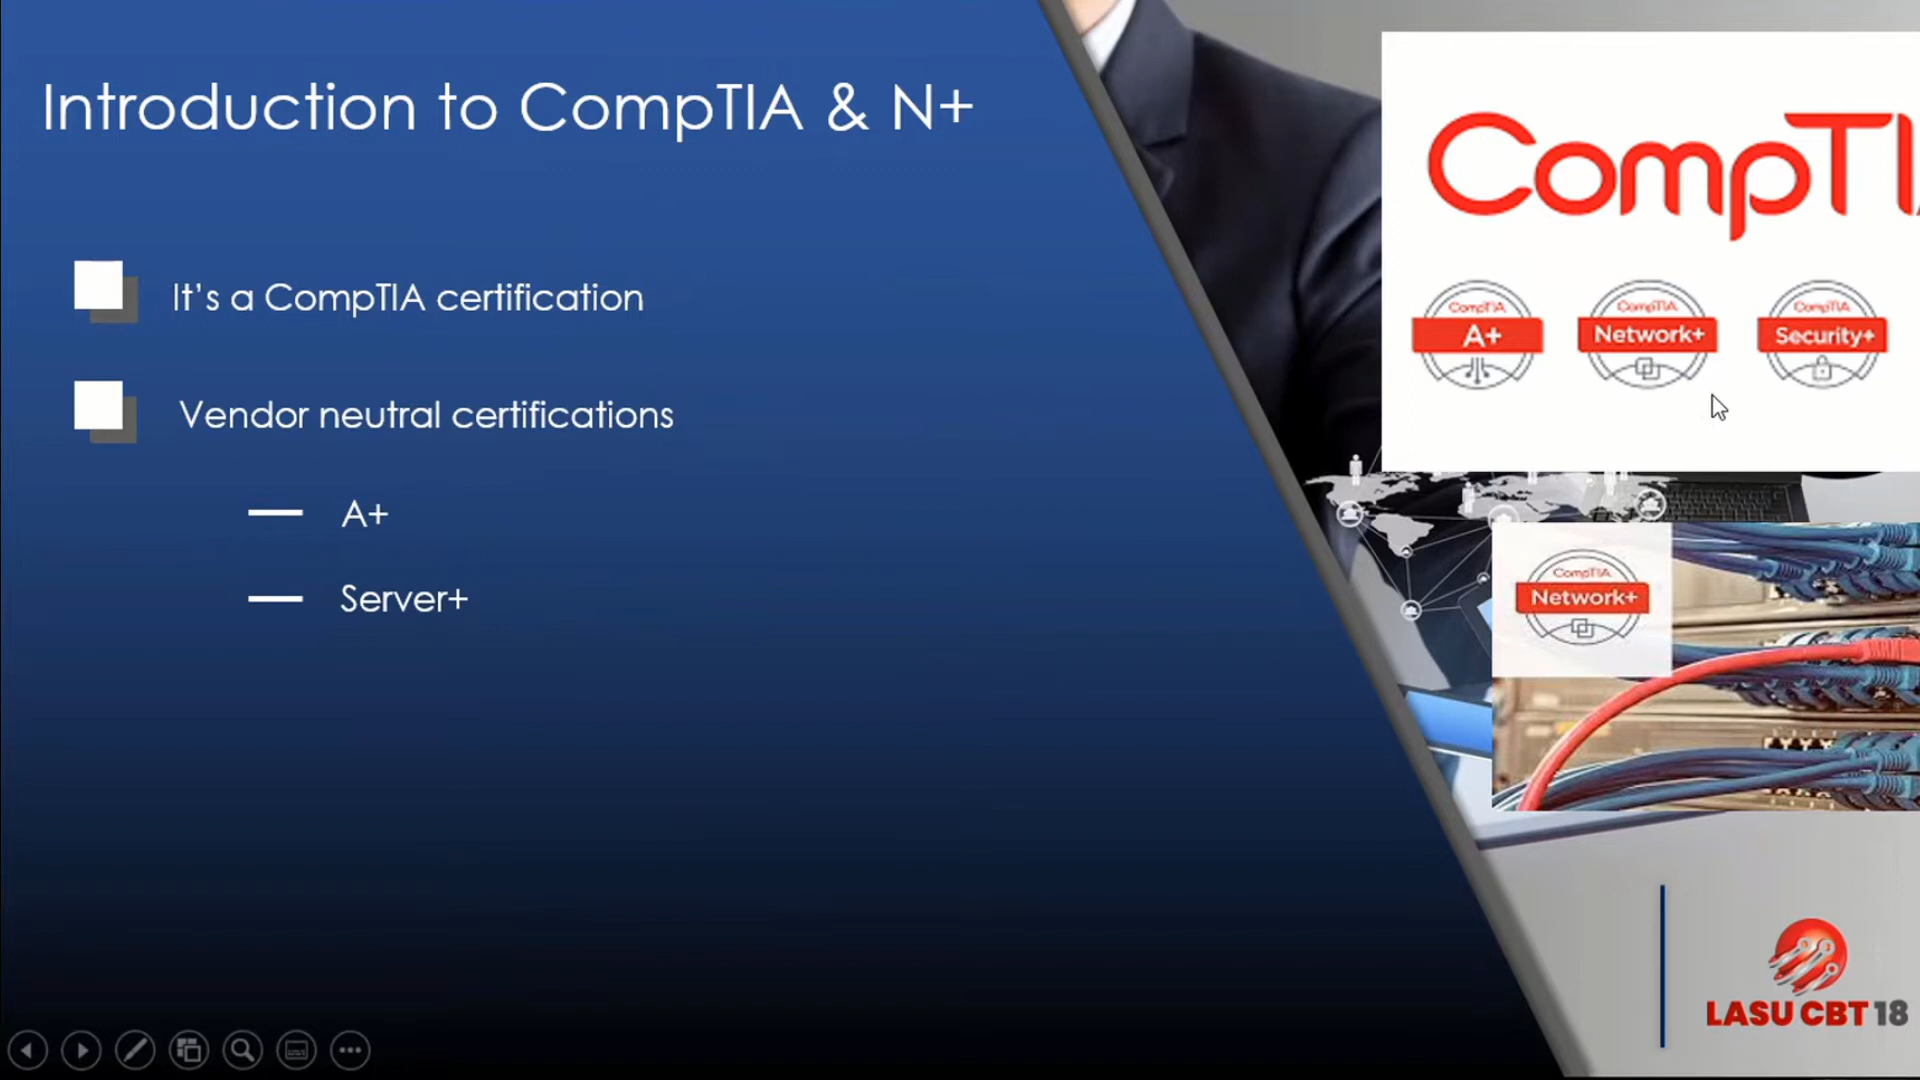 Introduction to CompTIA & N+
It's a CompTIA certification
Vendor neutral certifications
A+
Server+
CompTIA
CompTIA
A+
CompTIA
Network+
CompTIA
Security+
CompTIA
Network+
LASU CBT 18